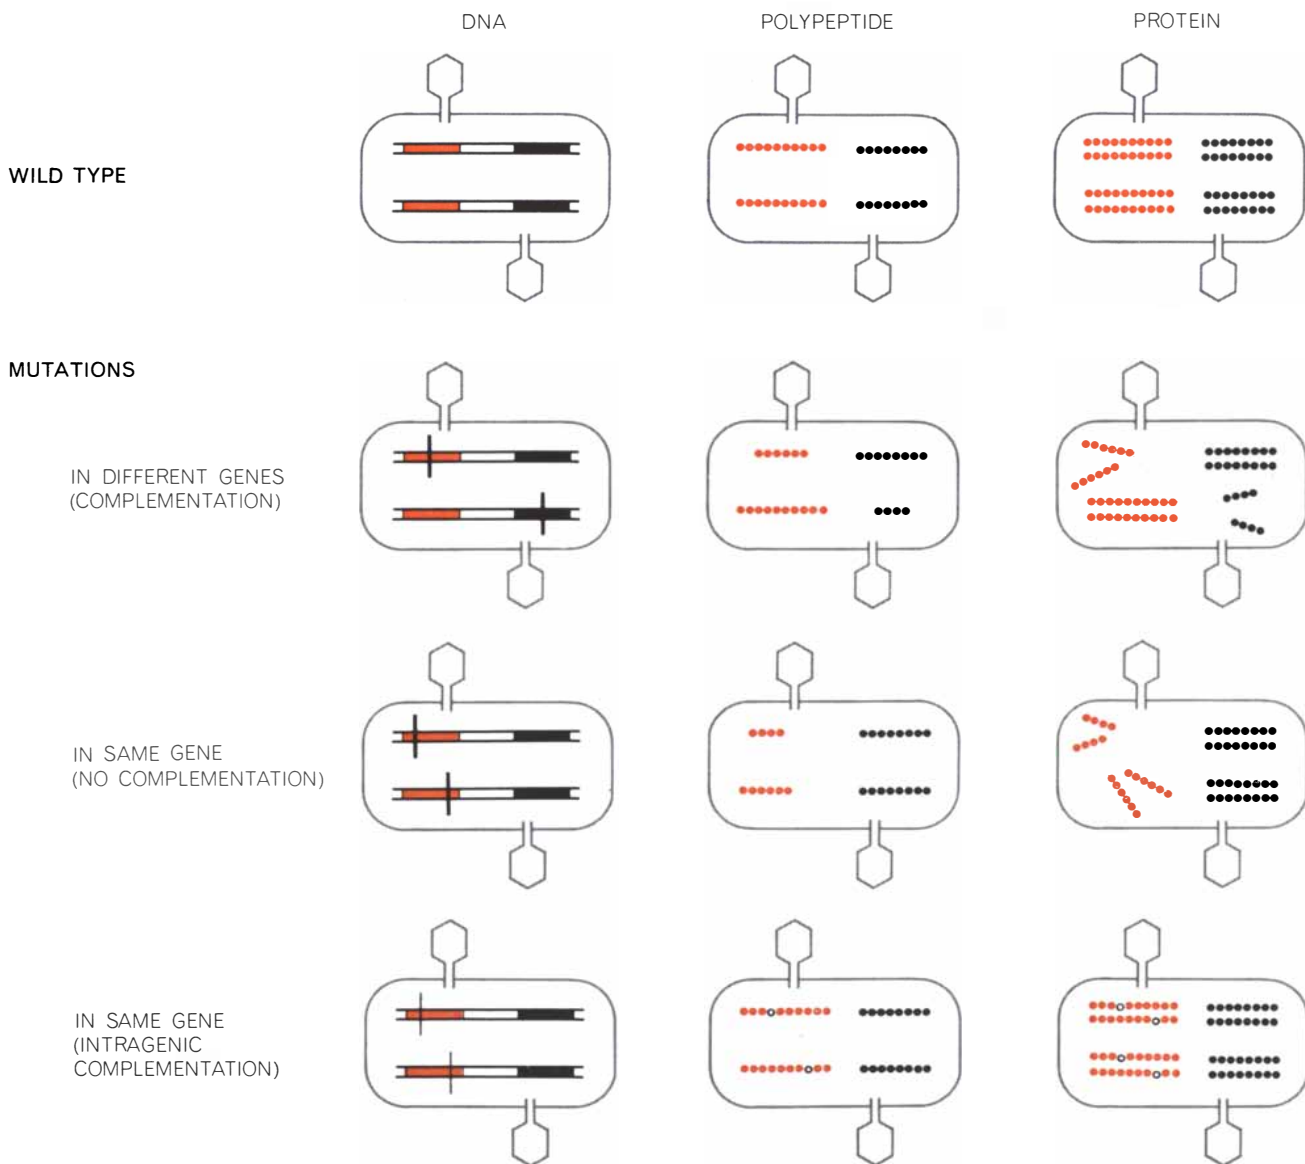 DNA
POLYPEPTIDE
PROTEIN
WILD TYPE
MUTATIONS
IN DIFFERENT GENES
(COMPLEMENTATION)
IN SAME GENE
(NO COMPLEMENTATION)
IN SAME GENE
(INTRAGENIC
COMPLEMENTATION)